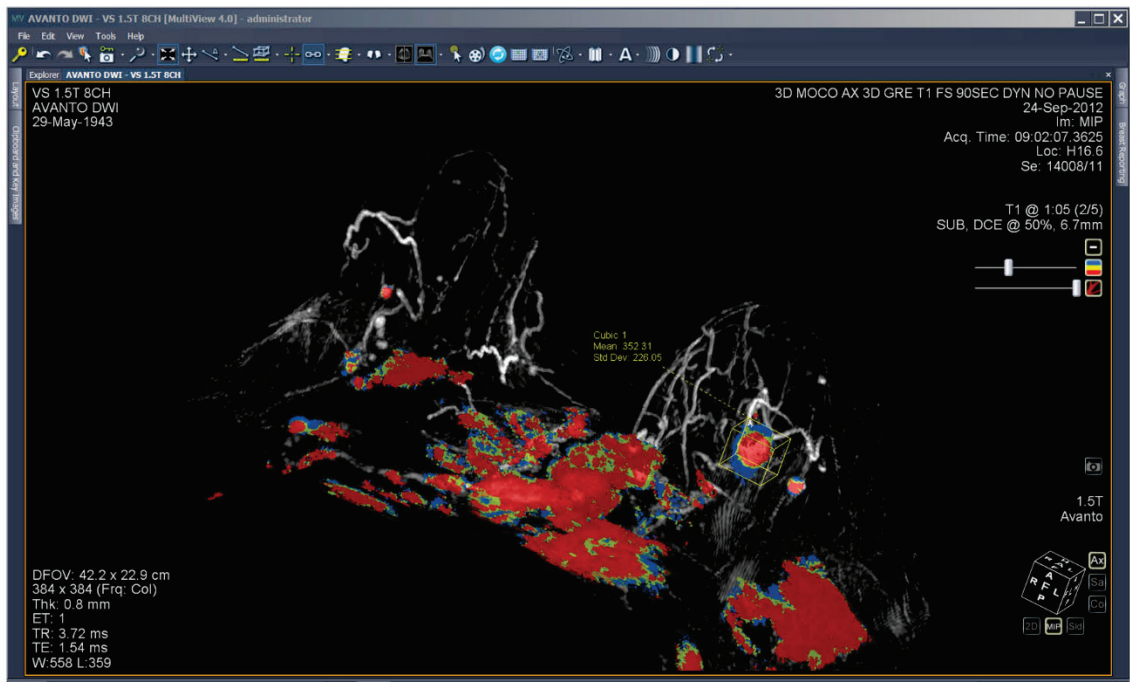 MV AVANTO DWI - VS 1.5T 8CH [MultiView 4.0] - administrator
File Edit View Tools Help
Explorer AVANTO DWI - VS 1.5T 8CH
Layout
Clipboard and Key Images
Graph
Breast Reporting
VS 1.5T 8CH
AVANTO DWI
29-May-1943
3D MOCO AX 3D GRE T1 FS 90SEC DYN NO PAUSE
24-Sep-2012
Im: MIP
Acq. Time: 09:02:07.3625
Loc: H16.6
Se: 14008/11
T1 @ 1:05 (2/5)
SUB, DCE @ 50%, 6.7mm
Cubic 1
Mean 352.31
Std Dev 226.05
1.5T
Avanto
DFOV: 42.2 x 22.9 cm
384 x 384 (Frq: Col)
Thk: 0.8 mm
ET: 1
TR: 3.72 ms
TE: 1.54 ms
W:558 L:359
A
R F L
P
Ax
Sa
Co
2D MIP Sld